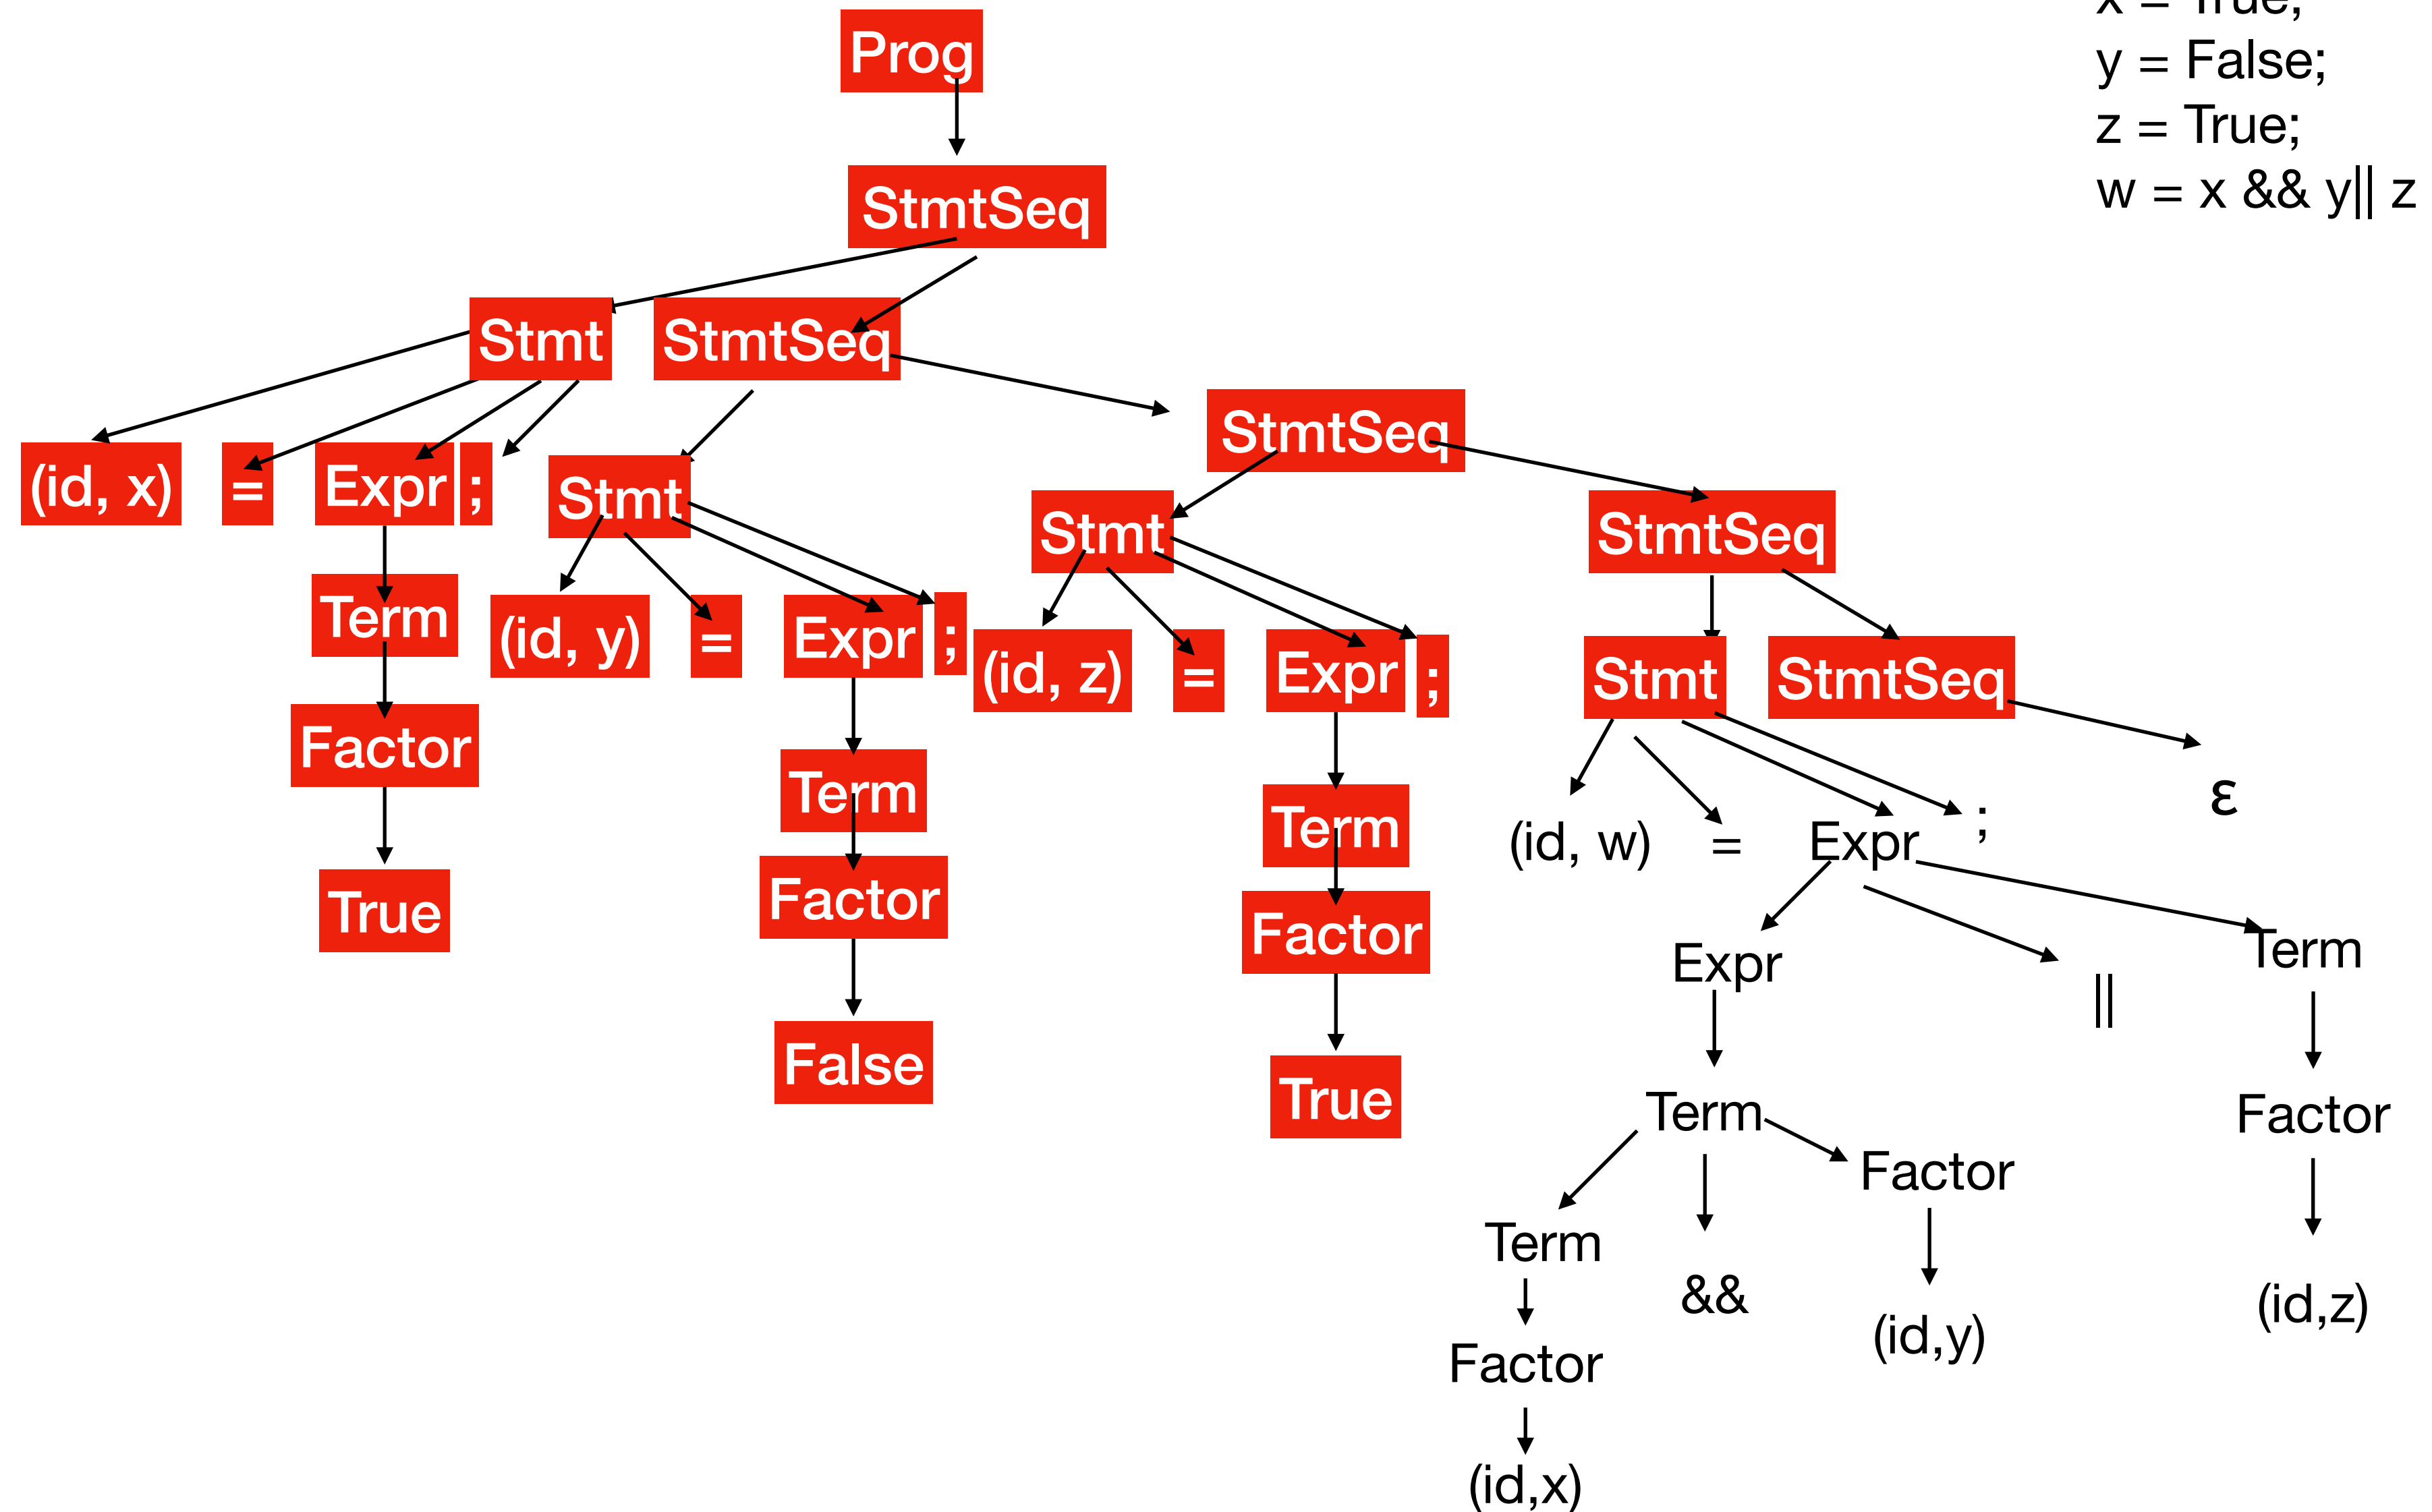 x = True;
y = False;
z = True;
w = x && y|| z
Prog
StmtSeq
Stmt StmtSeq
StmtSeq
(id, x) = Expr ;
Stmt
Stmt
StmtSeq
Term
(id, y) = Expr ;
(id, z) = Expr ;
Stmt StmtSeq
Factor
Term
Term
ε
(id, w) = Expr ;
True
Factor
Factor
Expr || Term
False
True
Term
Factor
Factor
Term && (id,y) (id,z)
Factor
(id,x)